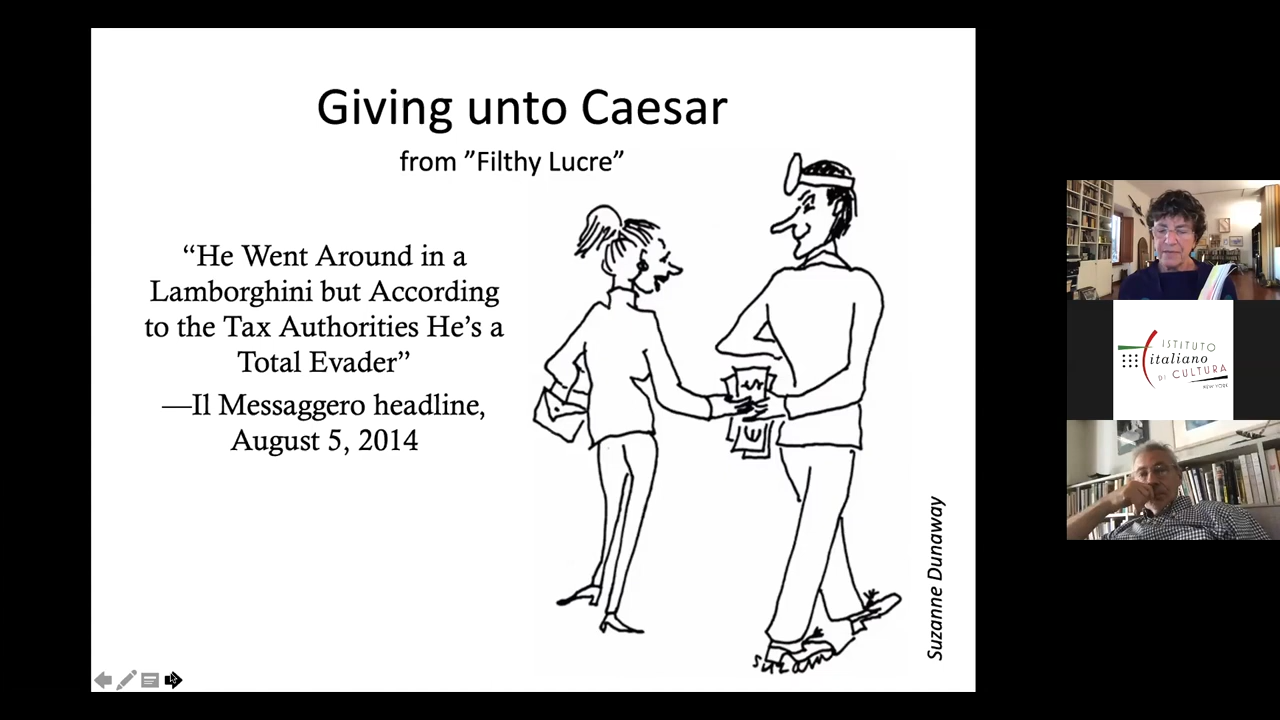 Giving unto Caesar
from ”Filthy Lucre”
“He Went Around in a
Lamborghini but According
to the Tax Authorities He’s a
Total Evader”
—Il Messaggero headline,
August 5, 2014
Suzanne Dunaway
ISTITUTO
italiano
DI CULTURA
NEW YORK